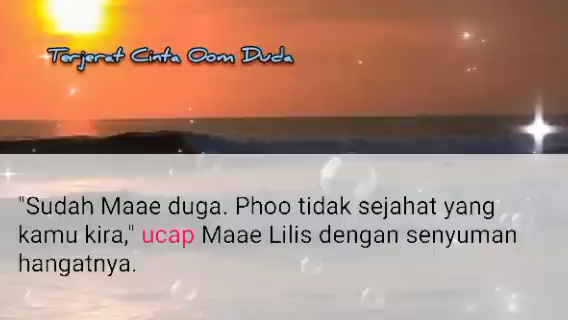 Terjerat Cinta Oom Duda
"Sudah Maae duga. Phoo tidak sejahat yang
kamu kira," ucap Maae Lilis dengan senyuman
hangatnya.